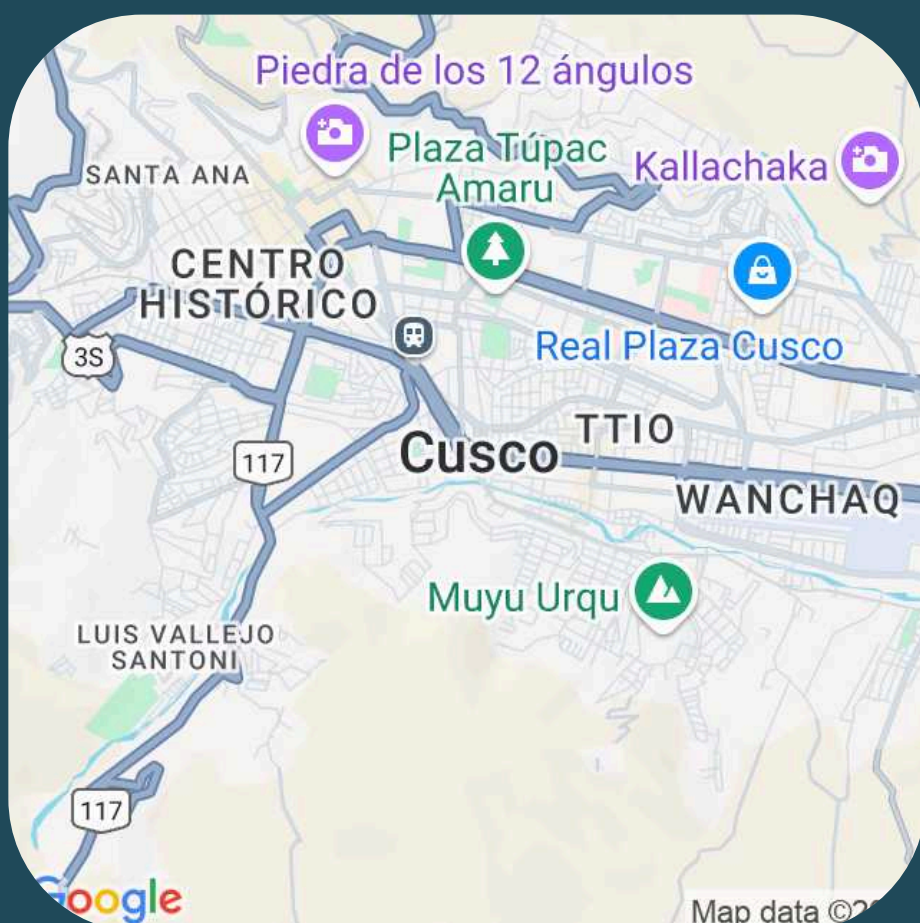 Piedra de los 12 ángulos
Plaza Túpac
Amaru
Kallachaka
SANTA ANA
CENTRO
HISTÓRICO
3S
Real Plaza Cusco
TTIO
Cusco
117
WANCHAQ
Muyu Urqu
LUIS VALLEJO
SANTONI
117
Google
Map data ©2